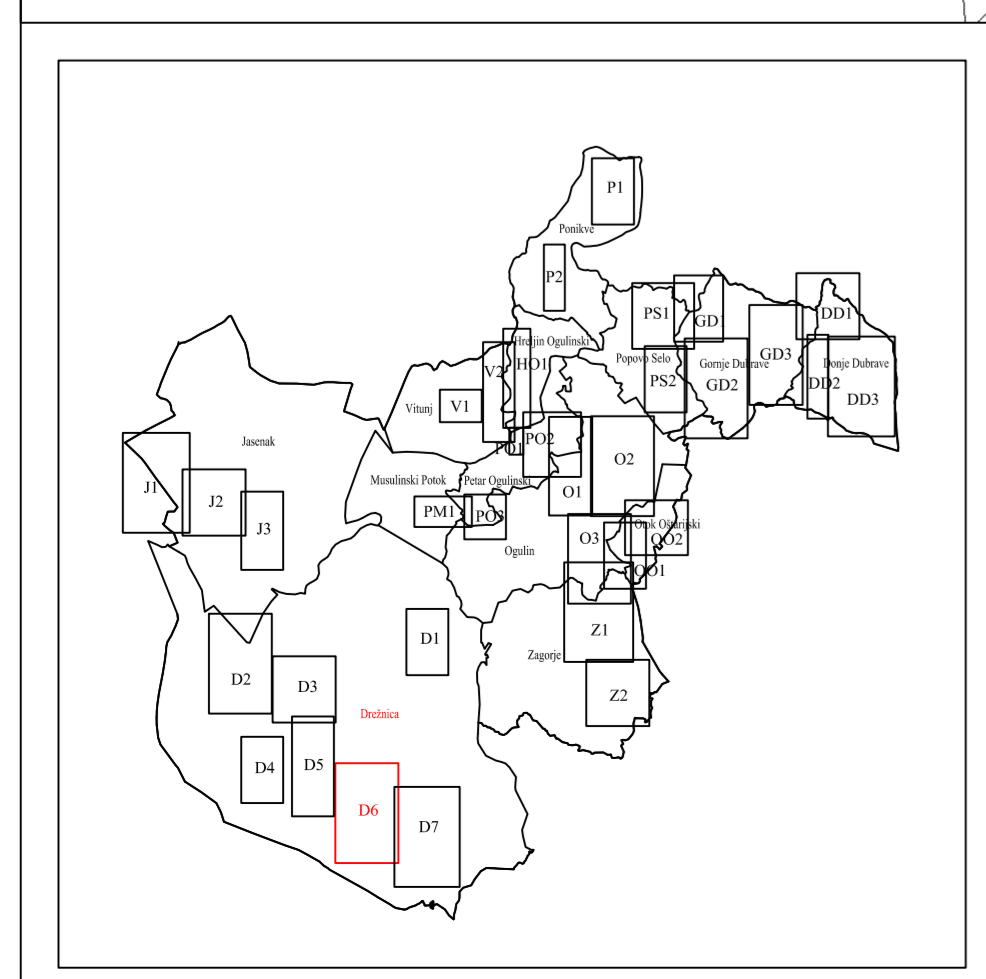 P1
Ponikve
P2
PS1
GD1
DD1
Hreljin Ogulinski
HO1
V2
Popovo Selo
PS2
Gornje Dubrave
GD2
GD3
Donje Dubrave
DD2
DD3
Vitunj
V1
Jasenak
PO1
PO2
O2
J1
J2
J3
Musulinski Potok
Petar Ogulinski
O1
PM1
PO3
Ogulin
O3
Otok Oštarijski
OO2
OO1
D1
Z1
Zagorje
D2
D3
Z2
Drežnica
D4
D5
D6
D7